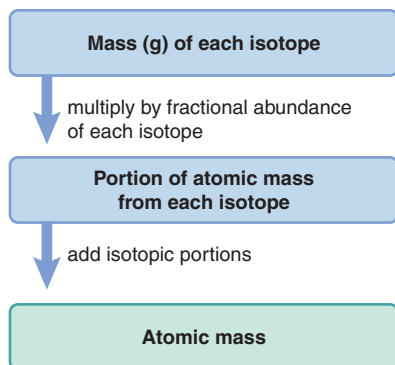 Mass (g) of each isotope
multiply by fractional abundance
of each isotope
Portion of atomic mass
from each isotope
add isotopic portions
Atomic mass